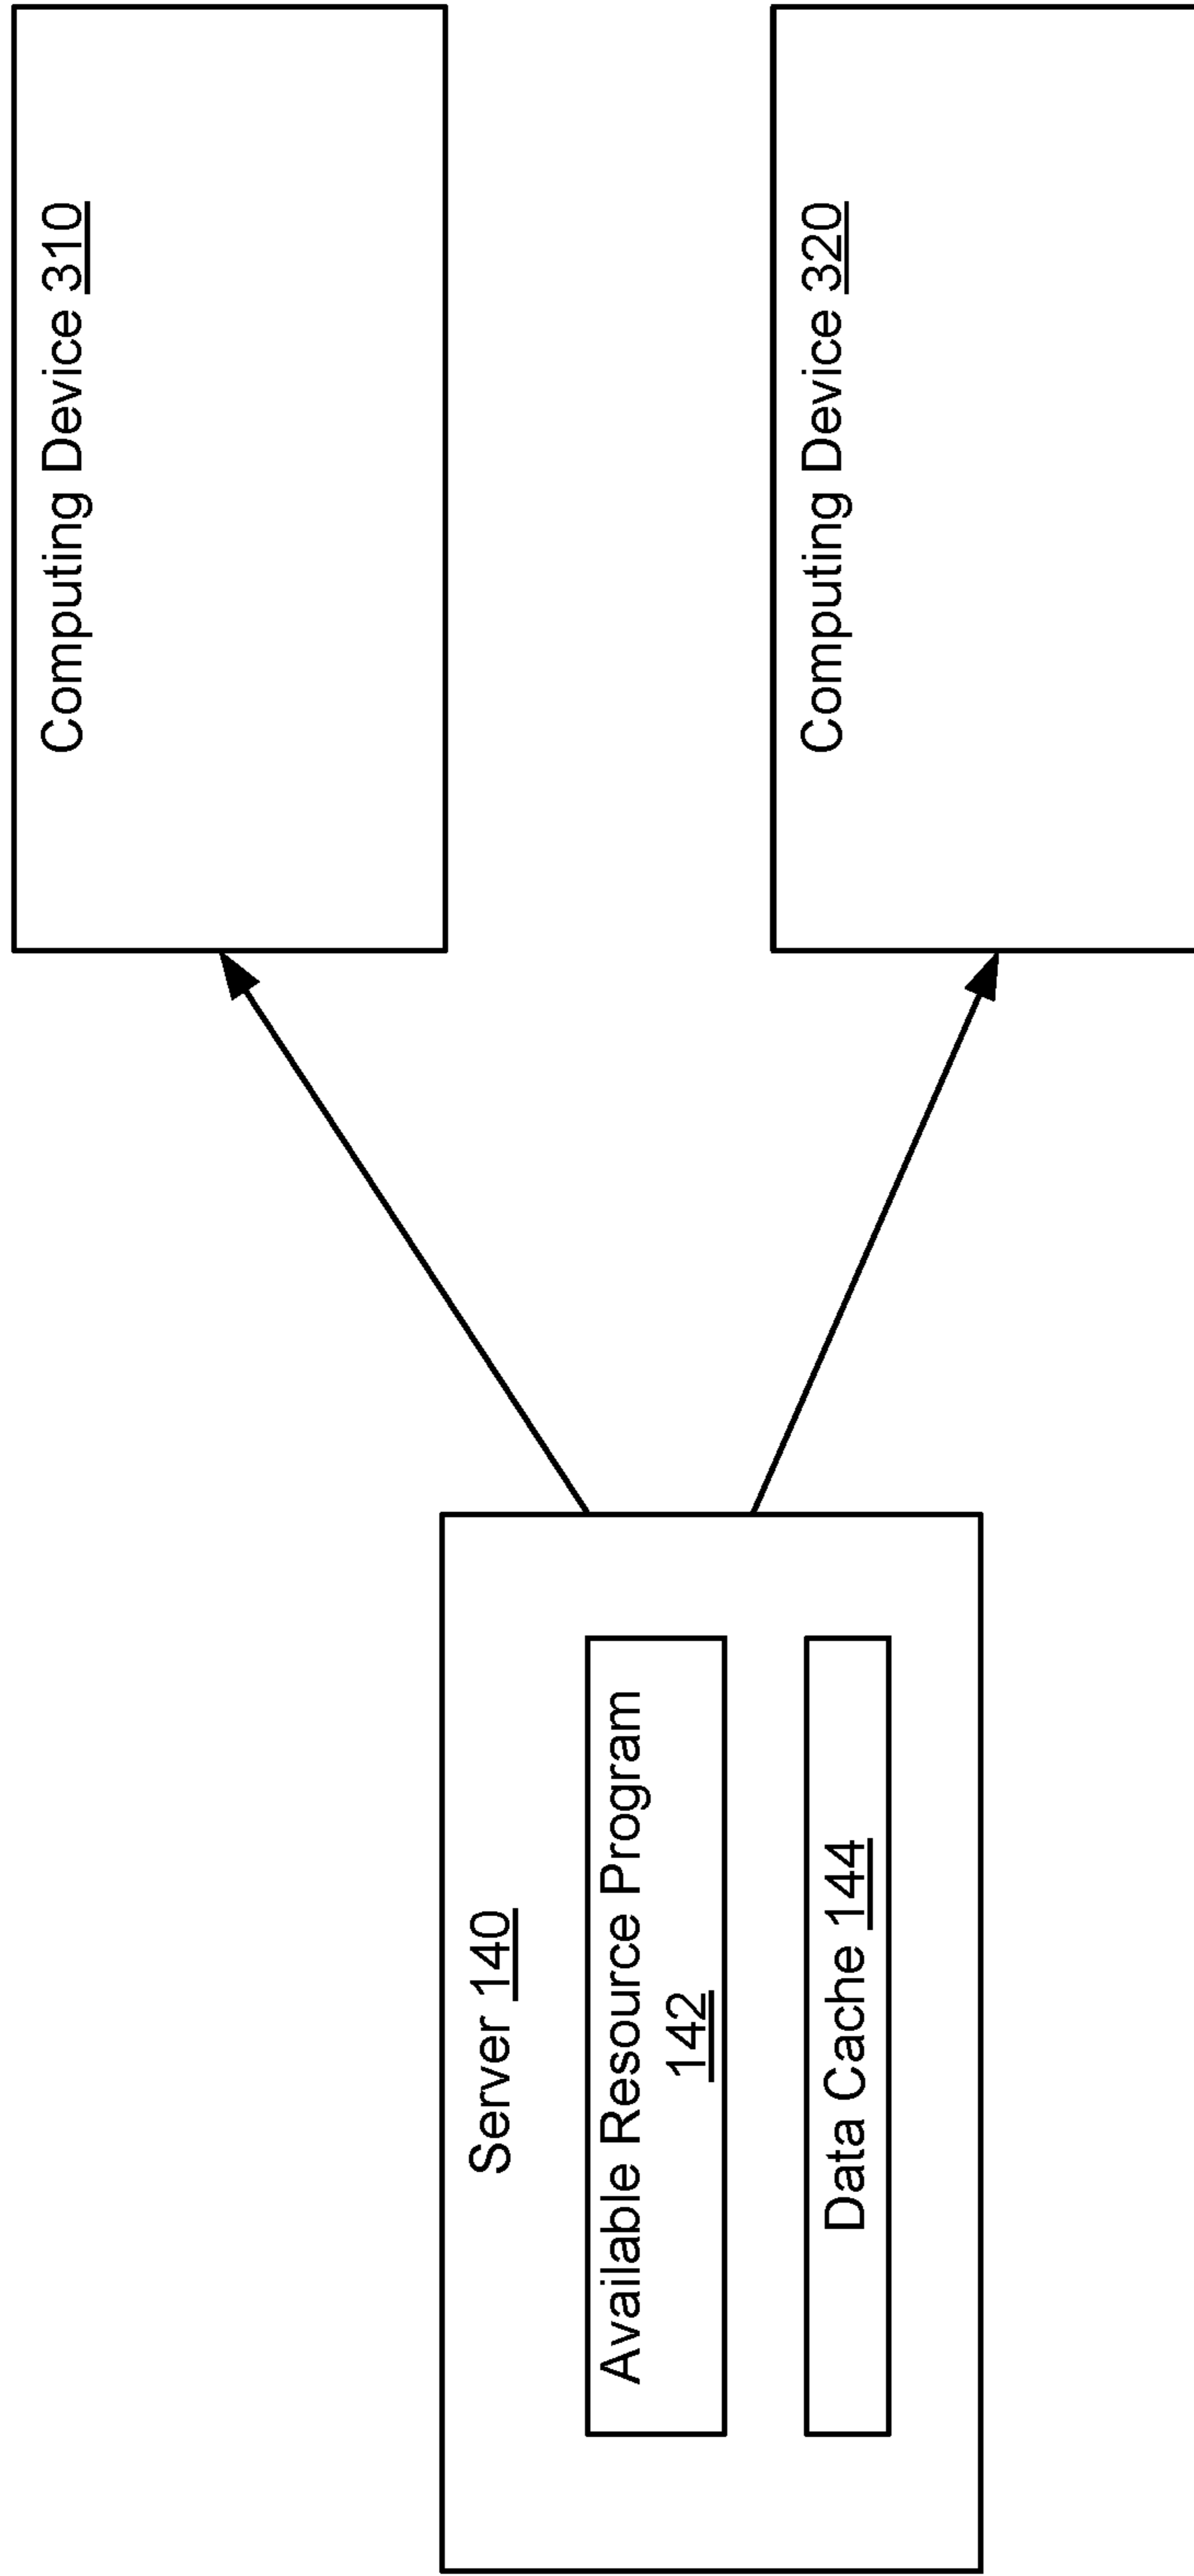 Server 140
Available Resource Program
142
Data Cache 144
Computing Device 310
Computing Device 320